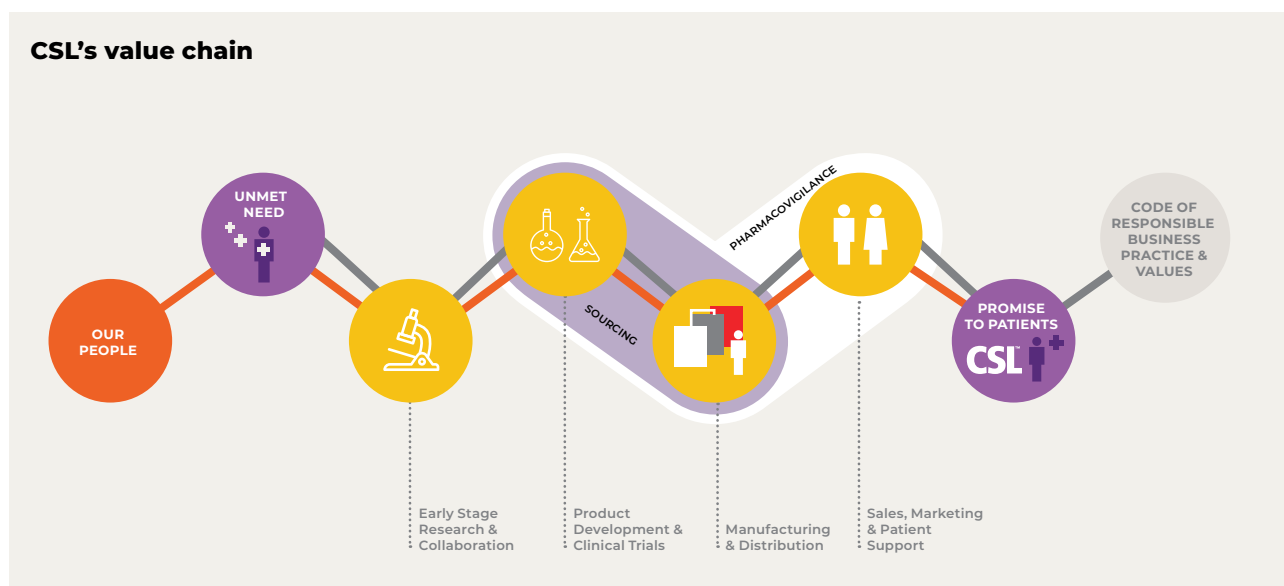 CSL’s value chain
OUR
PEOPLE
UNMET
NEED
SOURCING
PHARMACOVIGILANCE
PROMISE
TO PATIENTS
CSL™
CODE OF
RESPONSIBLE
BUSINESS
PRACTICE &
VALUES
Early Stage
Research &
Collaboration
Product
Development &
Clinical Trials
Manufacturing
& Distribution
Sales, Marketing
& Patient
Support